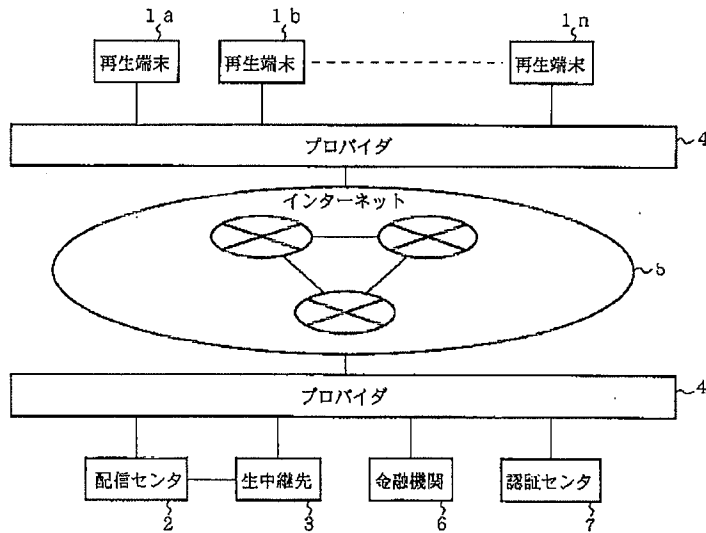 1a 1b 1n
再生端末 再生端末 再生端末
プロバイダ 4
インターネット
5
プロバイダ 4
配信センタ 生中継先 金融機関 認証センタ
2 3 6 7